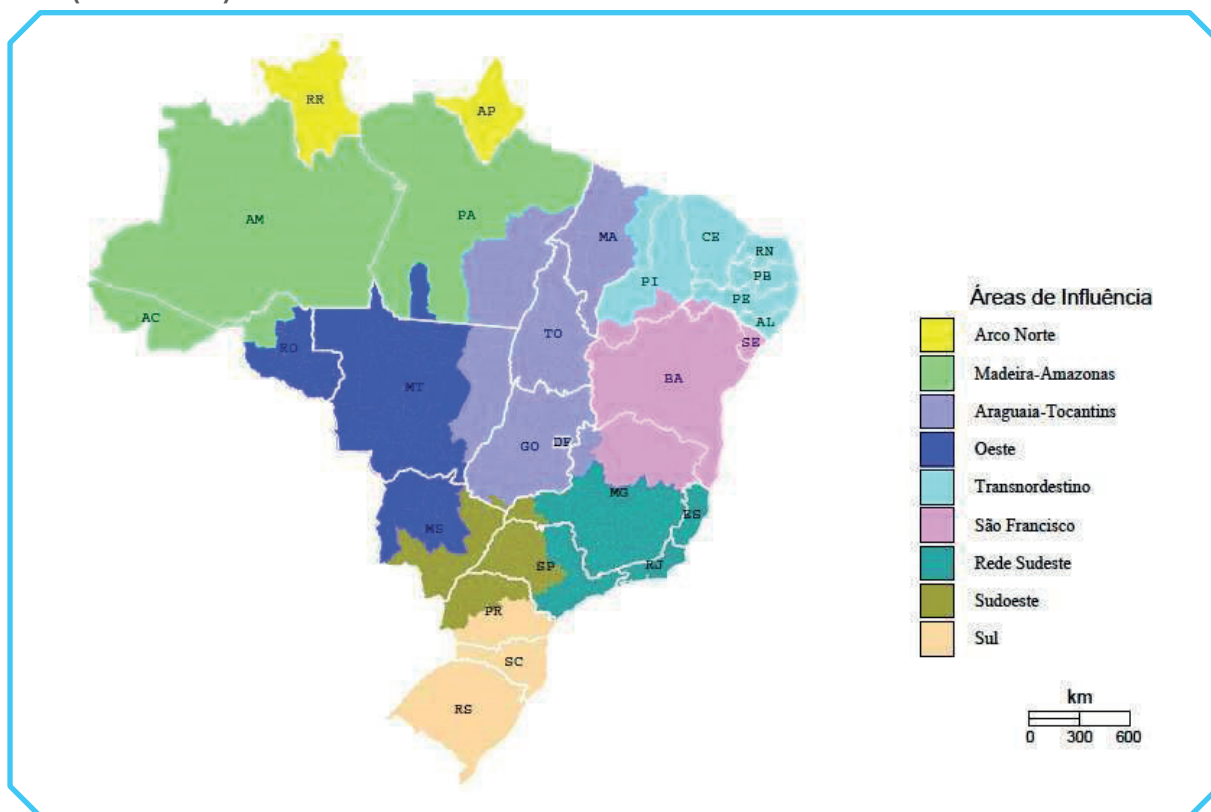 RR
AP
AM
PA
MA
CE
RN
PB
PI
PE
AL
AC
SE
RO
TO
BA
MT
GO
DF
MG
ES
MS
SP
RJ
PR
SC
RS
Áreas de Influência
Arco Norte
Madeira-Amazonas
Araguaia-Tocantins
Oeste
Transnordestino
São Francisco
Rede Sudeste
Sudoeste
Sul
km
0 300 600